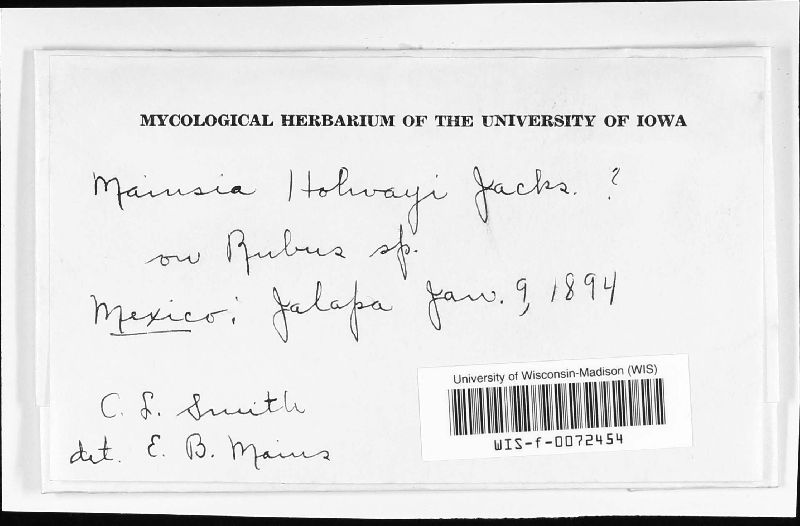 MYCOLOGICAL HERBARIUM OF THE UNIVERSITY OF IOWA
Mainsia Holwayi Jacks. ?
on Rubus sp.
Mexico: Jalapa Jan. 9, 1894
University of Wisconsin-Madison (WIS)
WIS-f-0072454
C. L. Smith
det. E. B. Mains